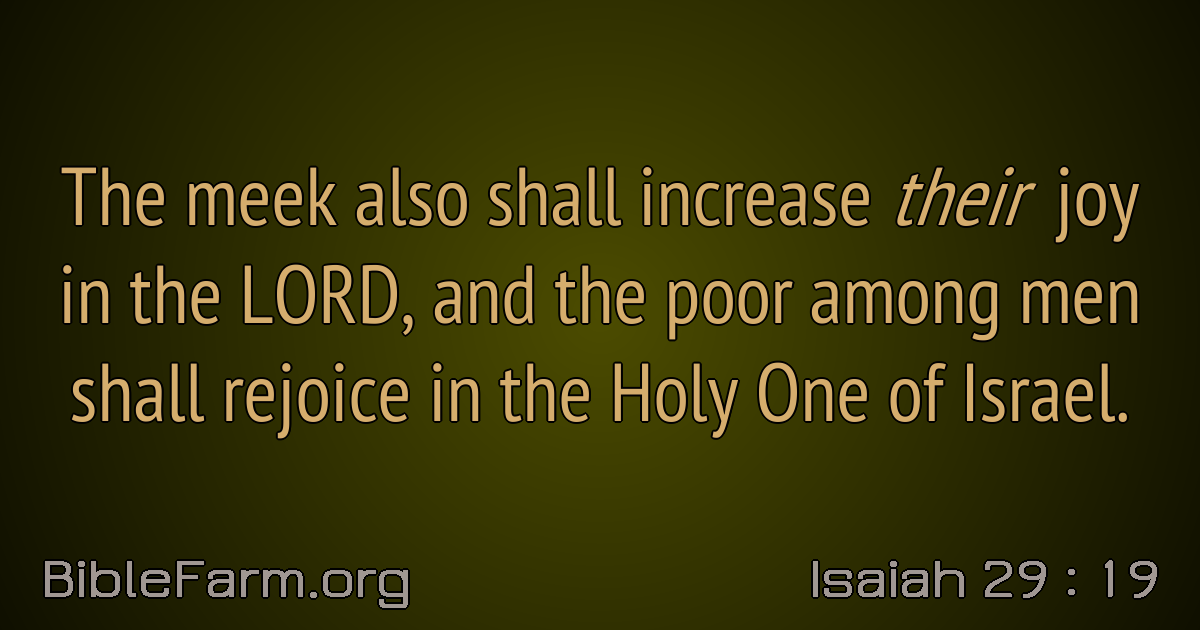 The meek also shall increase their joy
in the LORD, and the poor among men
shall rejoice in the Holy One of Israel.
BibleFarm.org
Isaiah 29 : 19